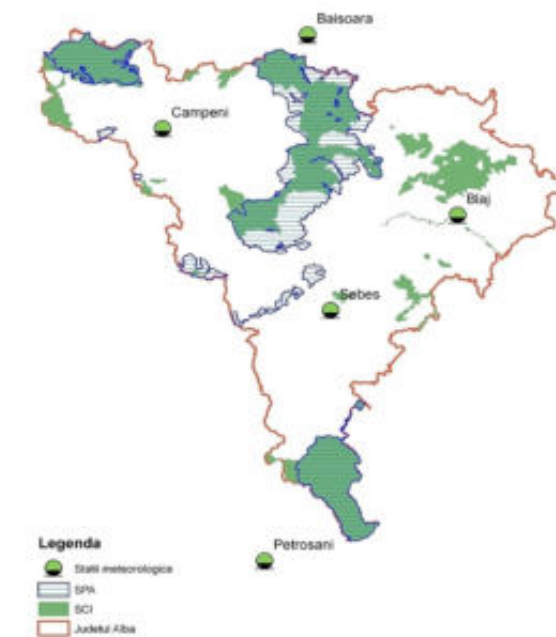 Baisoara
Campeni
Blaj
Sebes
Petrosani
Legenda
Statii meteorologice
SPA
SCI
Judetul Alba